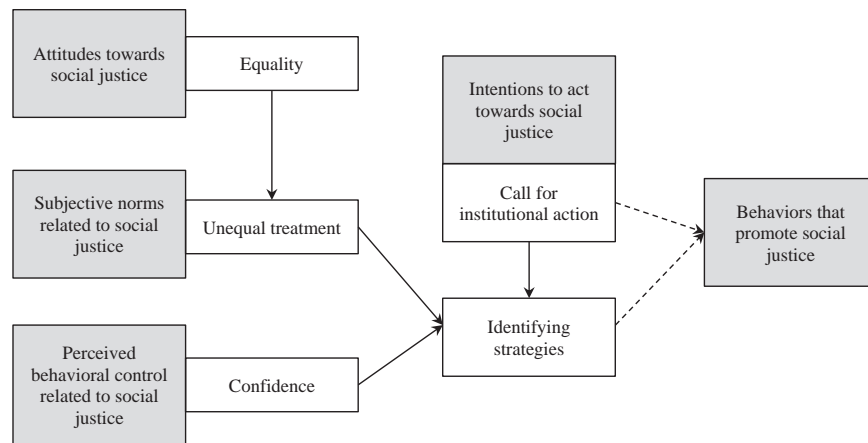 Attitudes towards
social justice
Equality
Intentions to act
towards social
justice
Subjective norms
related to social
justice
Unequal treatment
Call for
institutional action
Behaviors that
promote social
justice
Identifying
strategies
Perceived
behavioral control
related to social
justice
Confidence